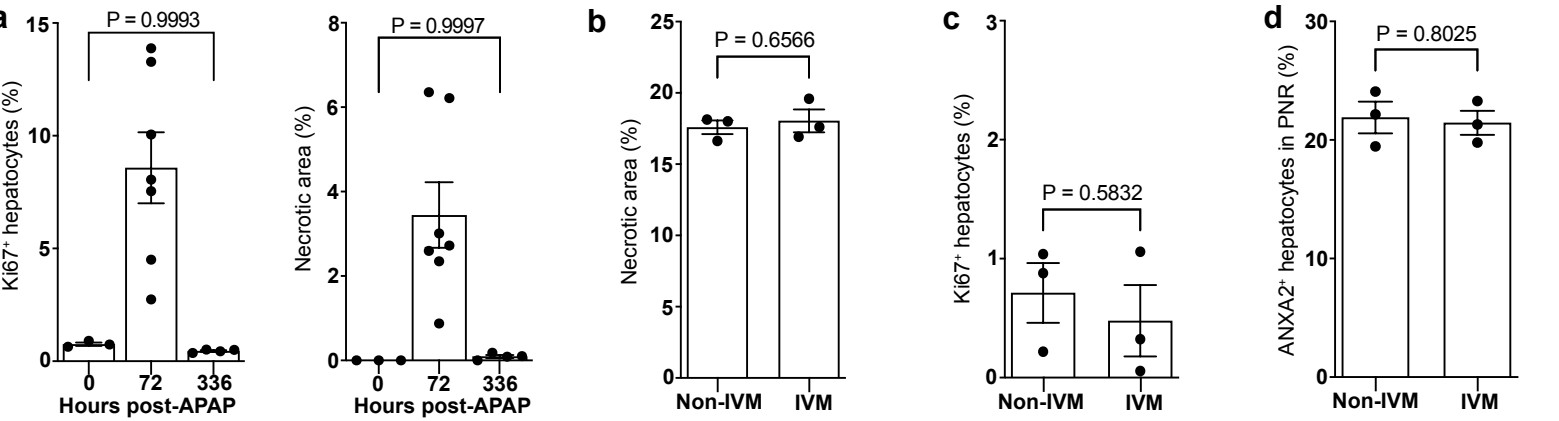 a
Ki67⁺ hepatocytes (%)
15
10
5
0
P = 0.9993
0 72 336
Hours post-APAP
Necrotic area (%)
8
6
4
2
0
P = 0.9997
0 72 336
Hours post-APAP
b
Necrotic area (%)
25
20
15
10
5
0
P = 0.6566
Non-IVM IVM
c
Ki67⁺ hepatocytes (%)
3
2
1
0
P = 0.5832
Non-IVM IVM
d
ANXA2⁺ hepatocytes in PNR (%)
30
20
10
0
P = 0.8025
Non-IVM IVM